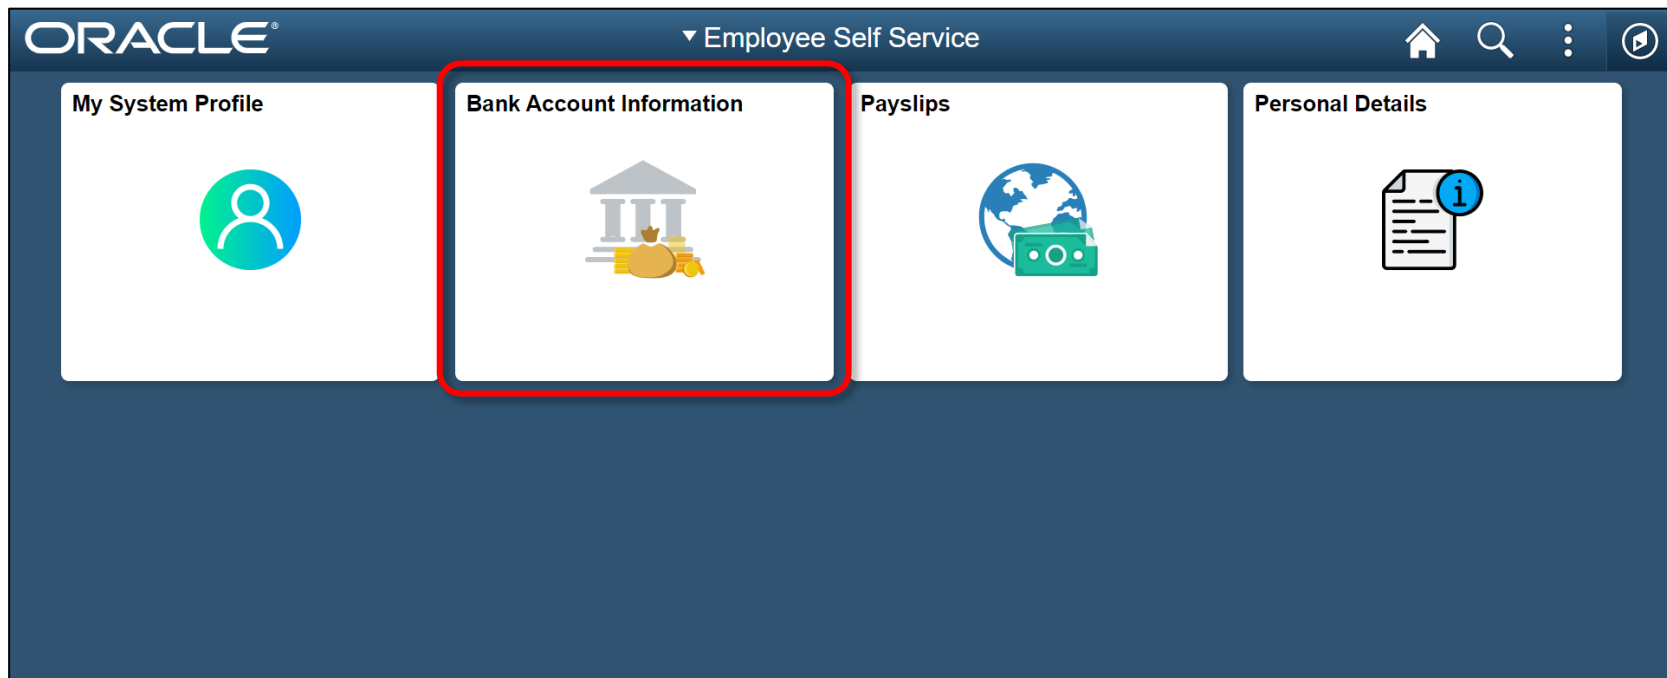 ORACLE®
Employee Self Service
My System Profile
Bank Account Information
Payslips
Personal Details
i